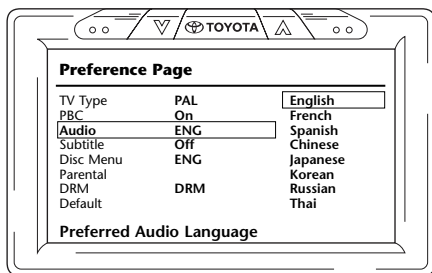 TOYOTA
Preference Page
TV Type PAL English
PBC On French
Audio ENG Spanish
Subtitle Off Chinese
Disc Menu ENG Japanese
Parental Korean
DRM DRM Russian
Default Thai
Preferred Audio Language